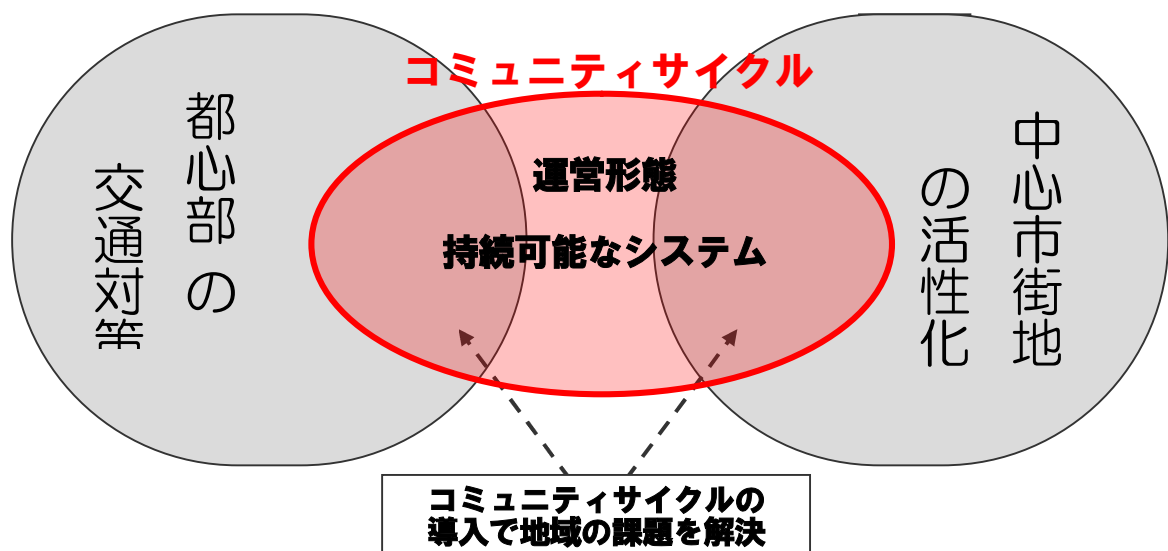 コミュニティサイクル
都心部の
交通対策
運営形態
持続可能なシステム
中心市街地
の活性化
コミュニティサイクルの
導入で地域の課題を解決